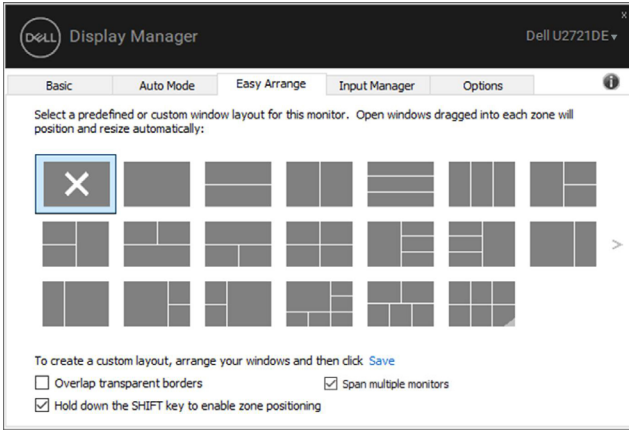 x
DELL Display Manager Dell U2721DE
Basic Auto Mode Easy Arrange Input Manager Options i
Select a predefined or custom window layout for this monitor. Open windows dragged into each zone will
position and resize automatically:
>
To create a custom layout, arrange your windows and then click Save
Overlap transparent borders Span multiple monitors
Hold down the SHIFT key to enable zone positioning